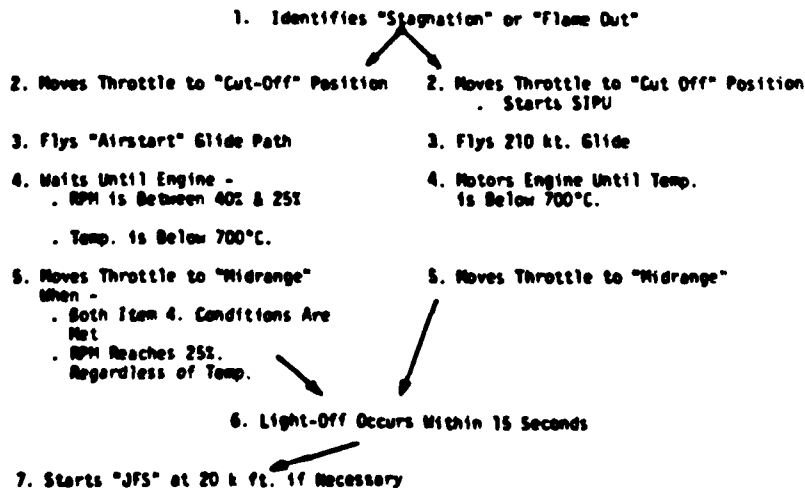 1. Identifies "Stagnation" or "Flame Out"
2. Moves Throttle to "Cut-Off" Position
3. Flys "Airstart" Glide Path
4. Waits Until Engine -
. RPM is Between 40% & 25%
. Temp. is Below 700°C.
5. Moves Throttle to "Midrange"
When -
. Both Item 4. Conditions Are
Met
. RPM Reaches 25%.
Regardless of Temp.
2. Moves Throttle to "Cut Off" Position
. Starts SIPU
3. Flys 210 kt. Glide
4. Motors Engine Until Temp.
is Below 700°C.
5. Moves Throttle to "Midrange"
6. Light-Off Occurs Within 15 Seconds
7. Starts "JFS" at 20 k ft. if Necessary